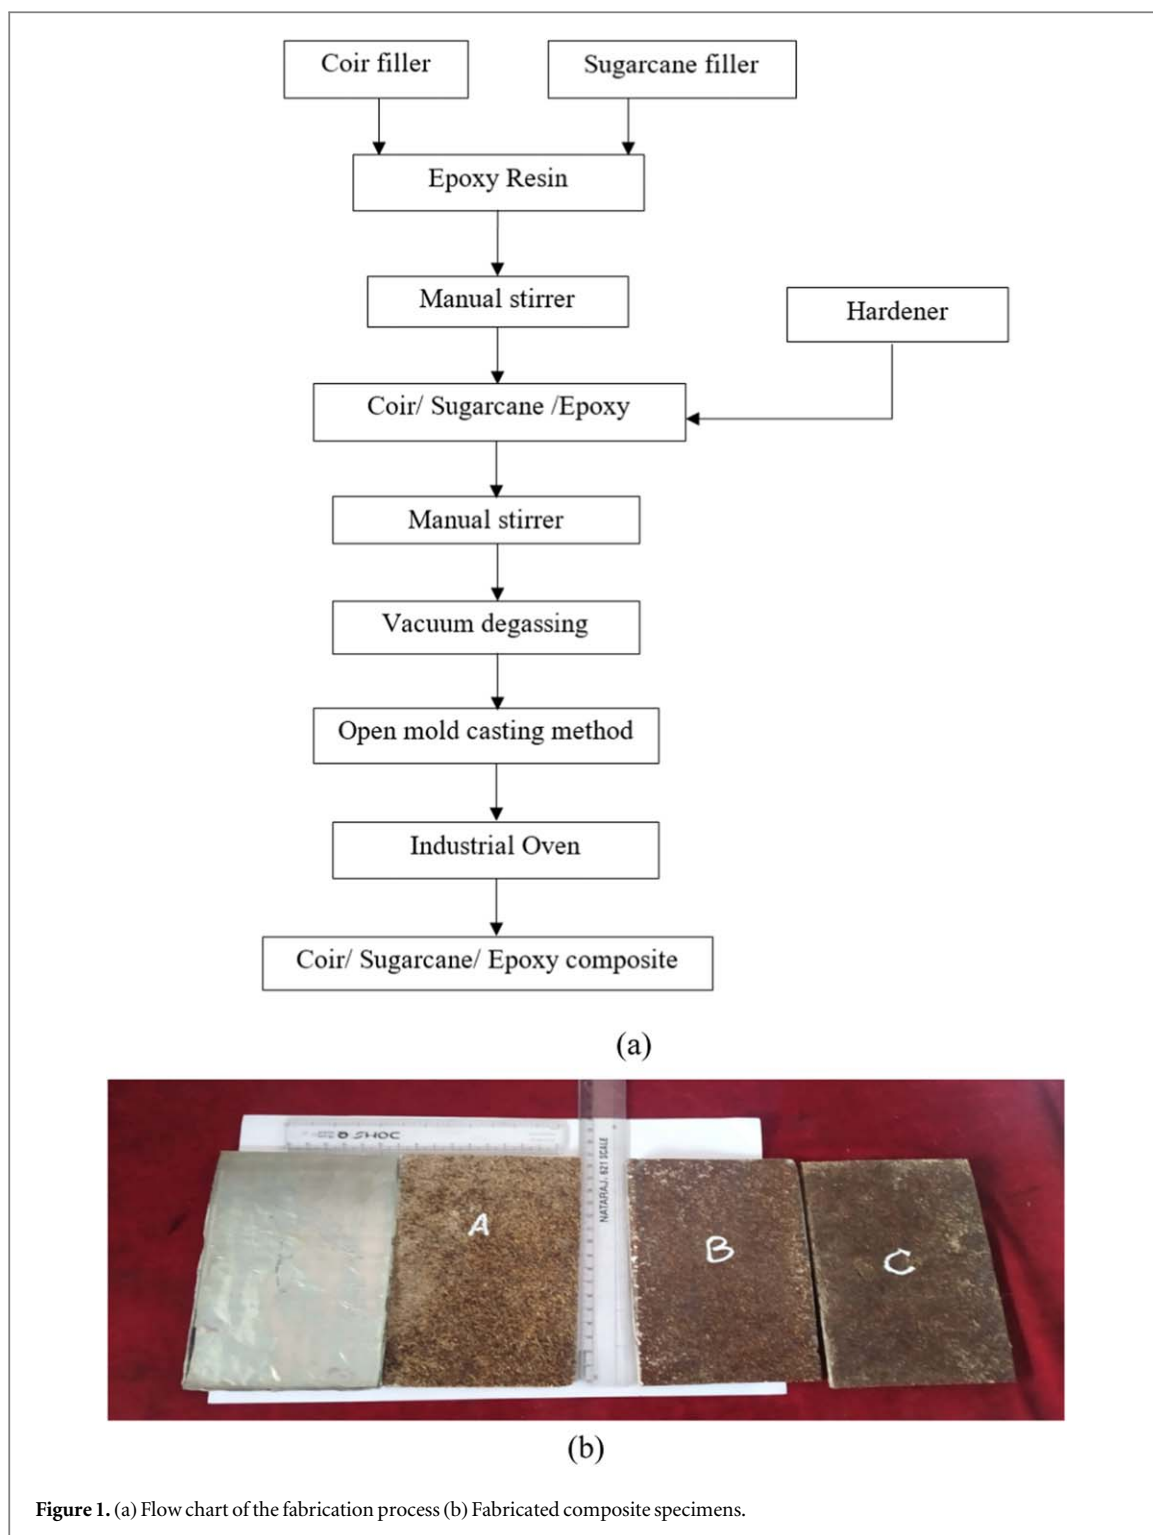 Coir filler
Sugarcane filler
Epoxy Resin
Manual stirrer
Hardener
Coir/ Sugarcane /Epoxy
Manual stirrer
Vacuum degassing
Open mold casting method
Industrial Oven
Coir/ Sugarcane/ Epoxy composite
(a)
DOMS
NATARAJ. 621 SCALE
A
B
C
(b)
Figure 1. (a) Flow chart of the fabrication process (b) Fabricated composite specimens.